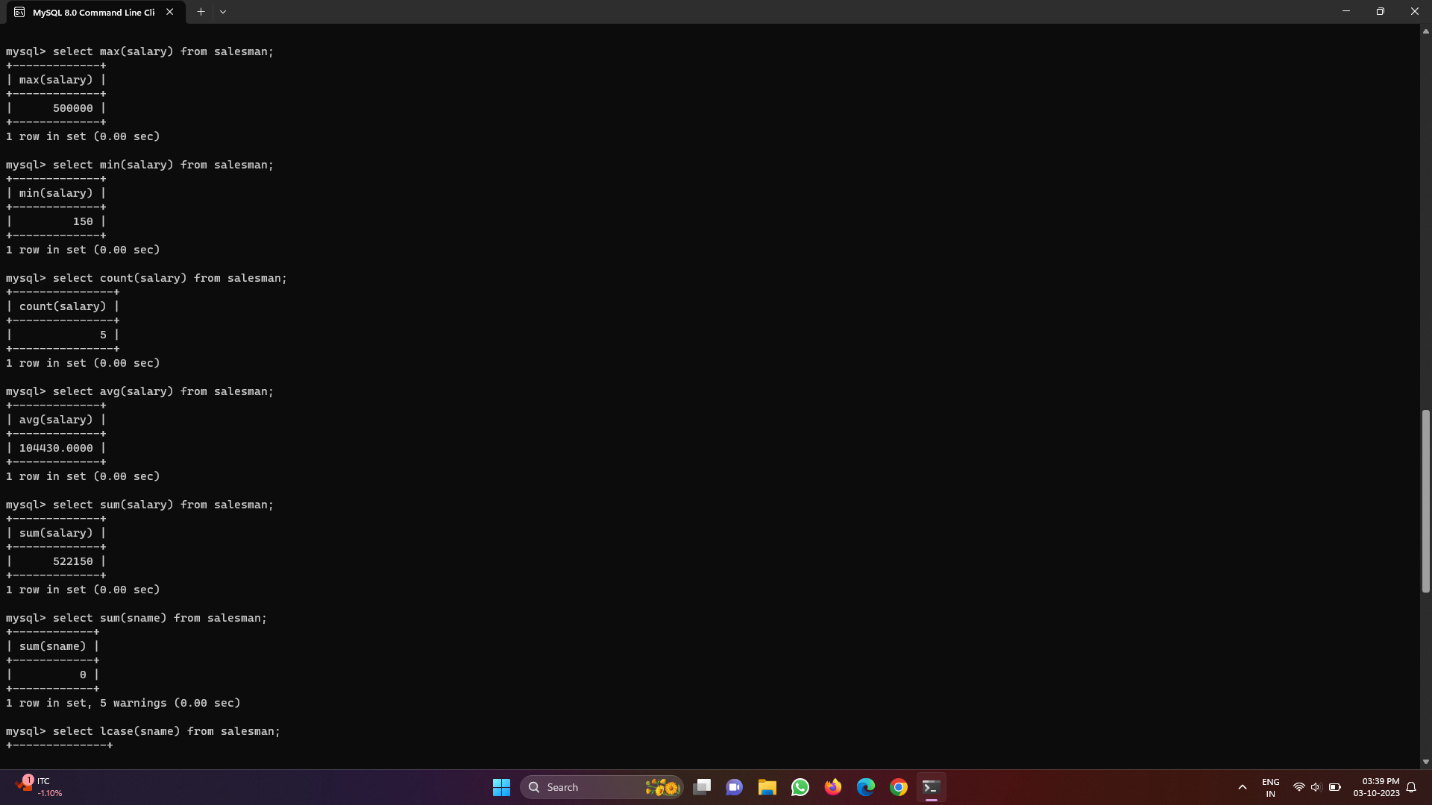 MySQL 8.0 Command Line Cli
mysql> select max(salary) from salesman;
+-------------+
| max(salary) |
+-------------+
|      500000 |
+-------------+
1 row in set (0.00 sec)
mysql> select min(salary) from salesman;
+-------------+
| min(salary) |
+-------------+
|         150 |
+-------------+
1 row in set (0.00 sec)
mysql> select count(salary) from salesman;
+---------------+
| count(salary) |
+---------------+
|             5 |
+---------------+
1 row in set (0.00 sec)
mysql> select avg(salary) from salesman;
+-------------+
| avg(salary) |
+-------------+
| 104430.0000 |
+-------------+
1 row in set (0.00 sec)
mysql> select sum(salary) from salesman;
+-------------+
| sum(salary) |
+-------------+
|      522150 |
+-------------+
1 row in set (0.00 sec)
mysql> select sum(sname) from salesman;
+------------+
| sum(sname) |
+------------+
|          0 |
+------------+
1 row in set, 5 warnings (0.00 sec)
mysql> select lcase(sname) from salesman;
+--------------+
1
ITC
-1.10%
Search
ENG
IN
03:39 PM
03-10-2023